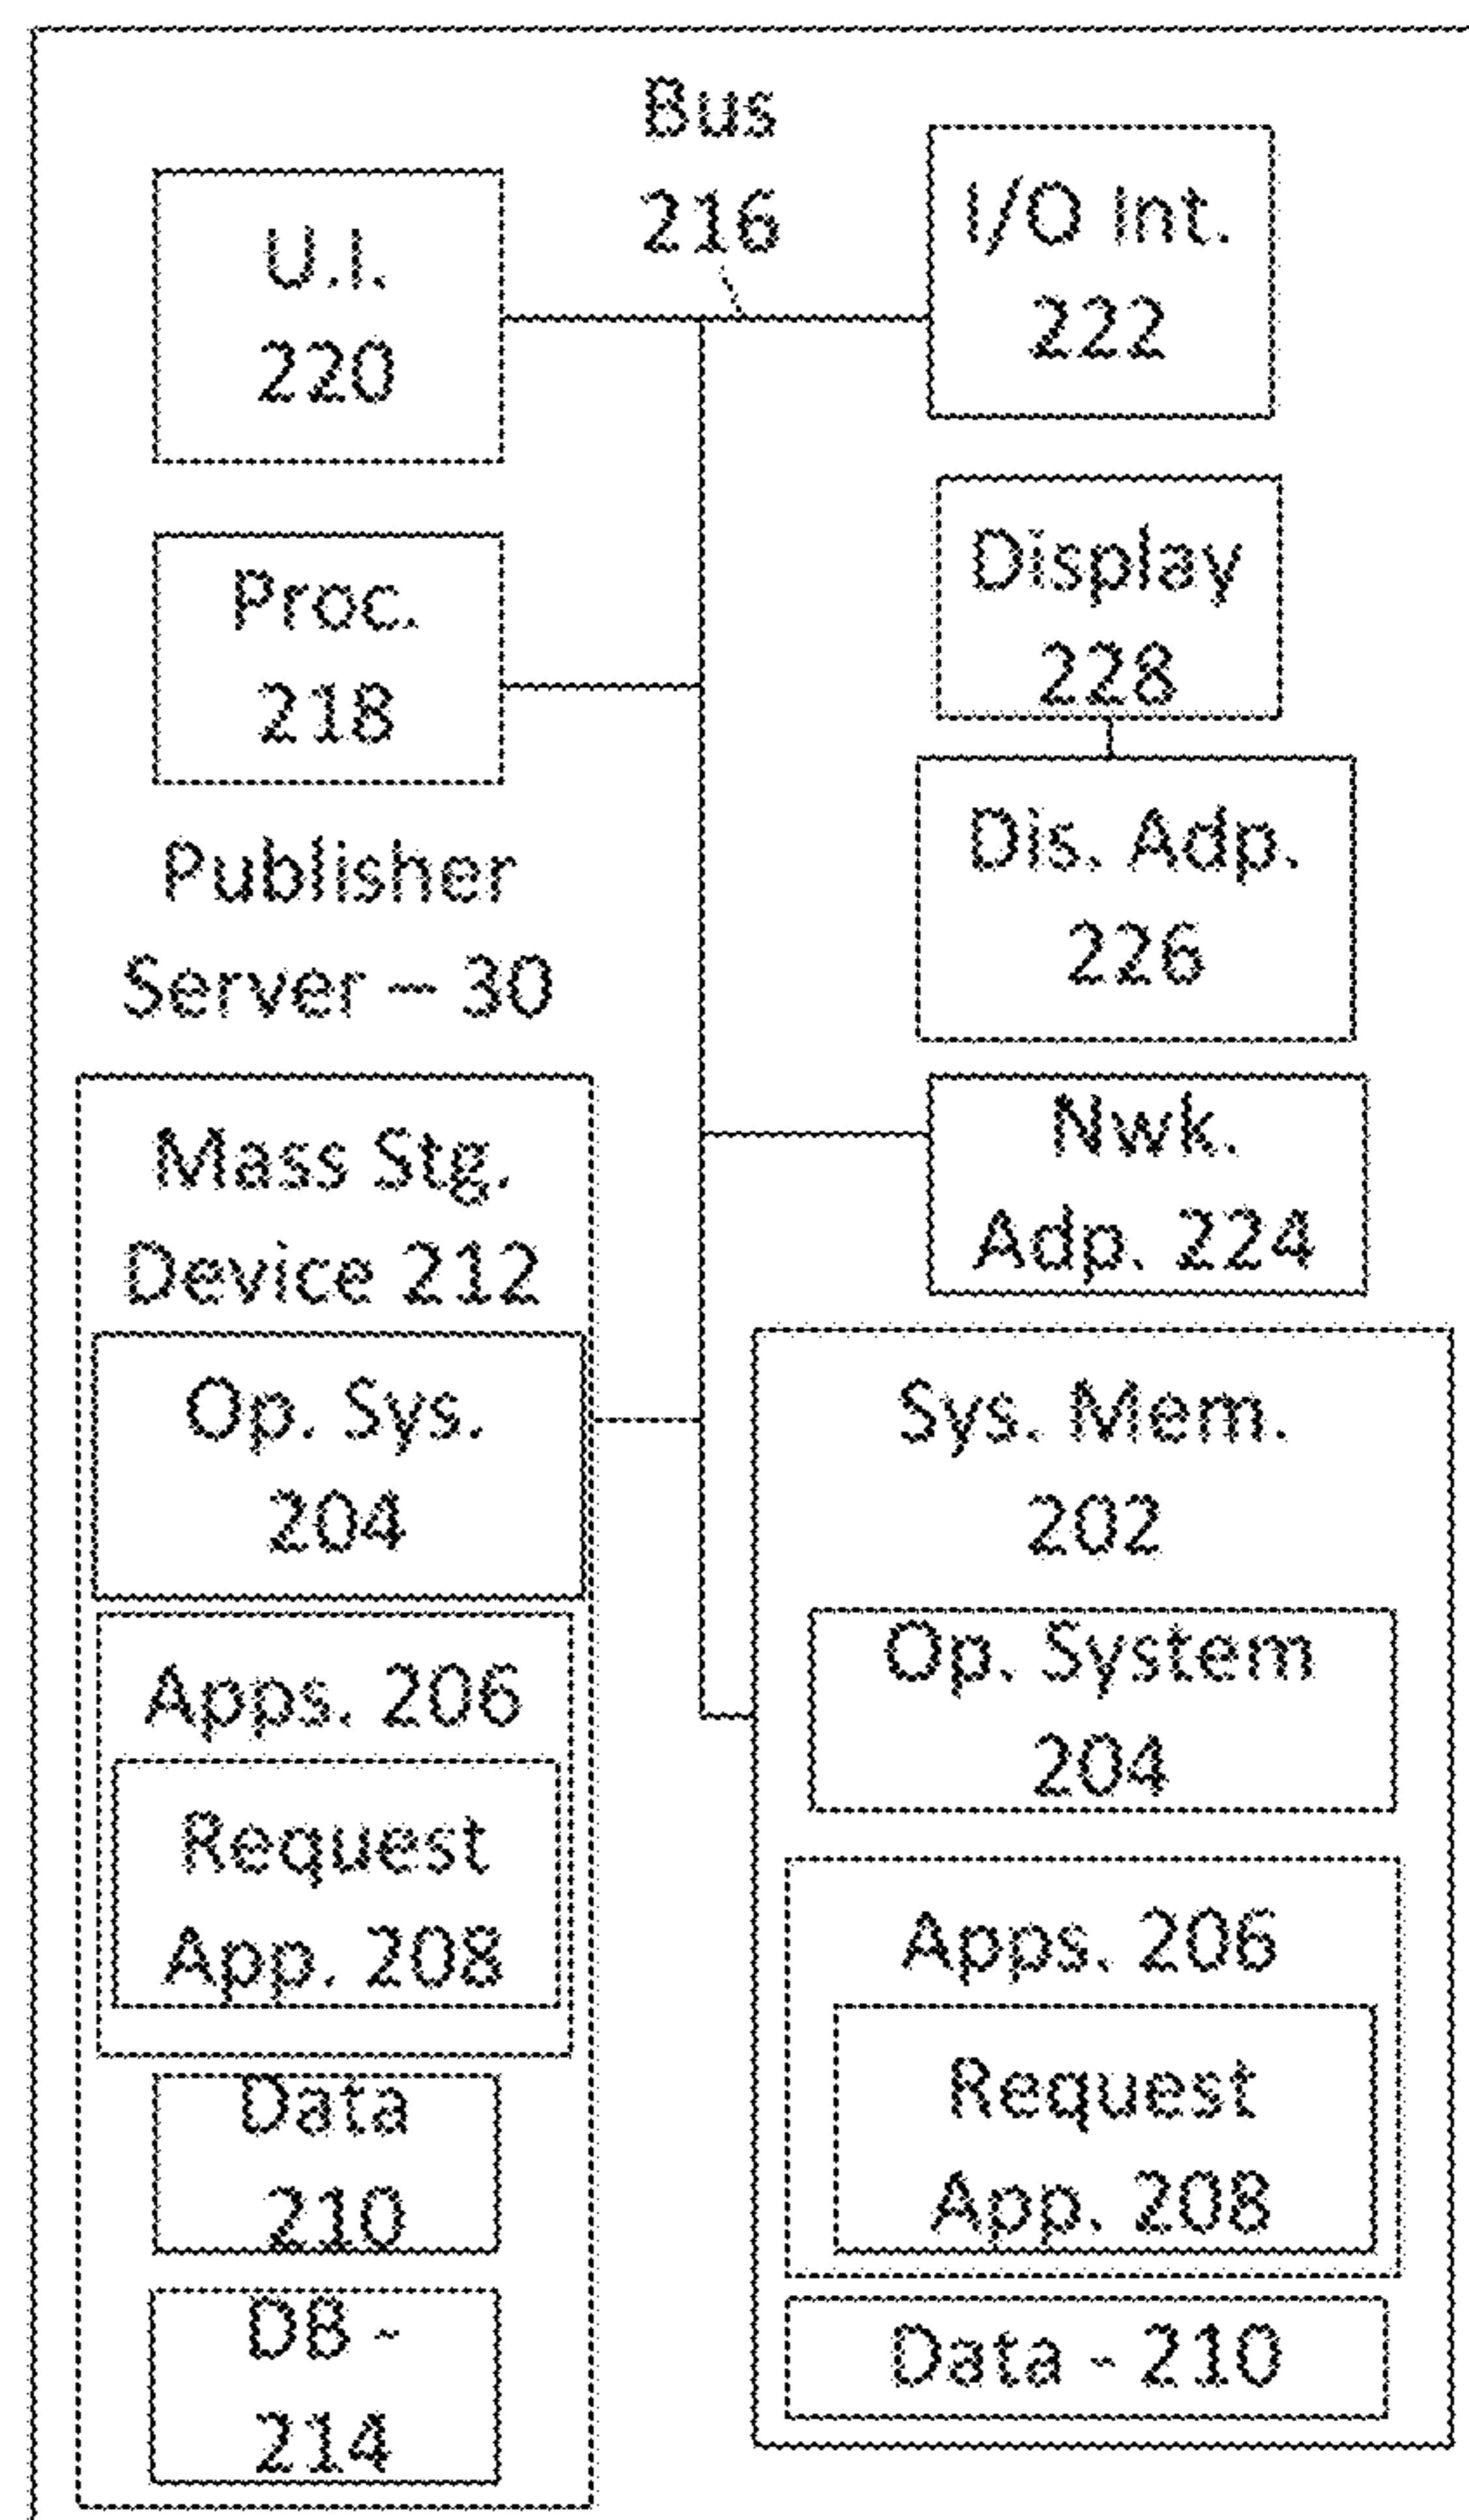 Bus
216
U.I.
220
I/O Int.
222
Proc.
218
Display
228
Publisher
Server – 30
Dis. Adp.
226
Mass Stg.
Device 212
Nwk.
Adp. 224
Op. Sys.
204
Apps. 206
Request
App. 208
Data
210
DB -
214
Sys. Mem.
202
Op. System
204
Apps. 206
Request
App. 208
Data - 210